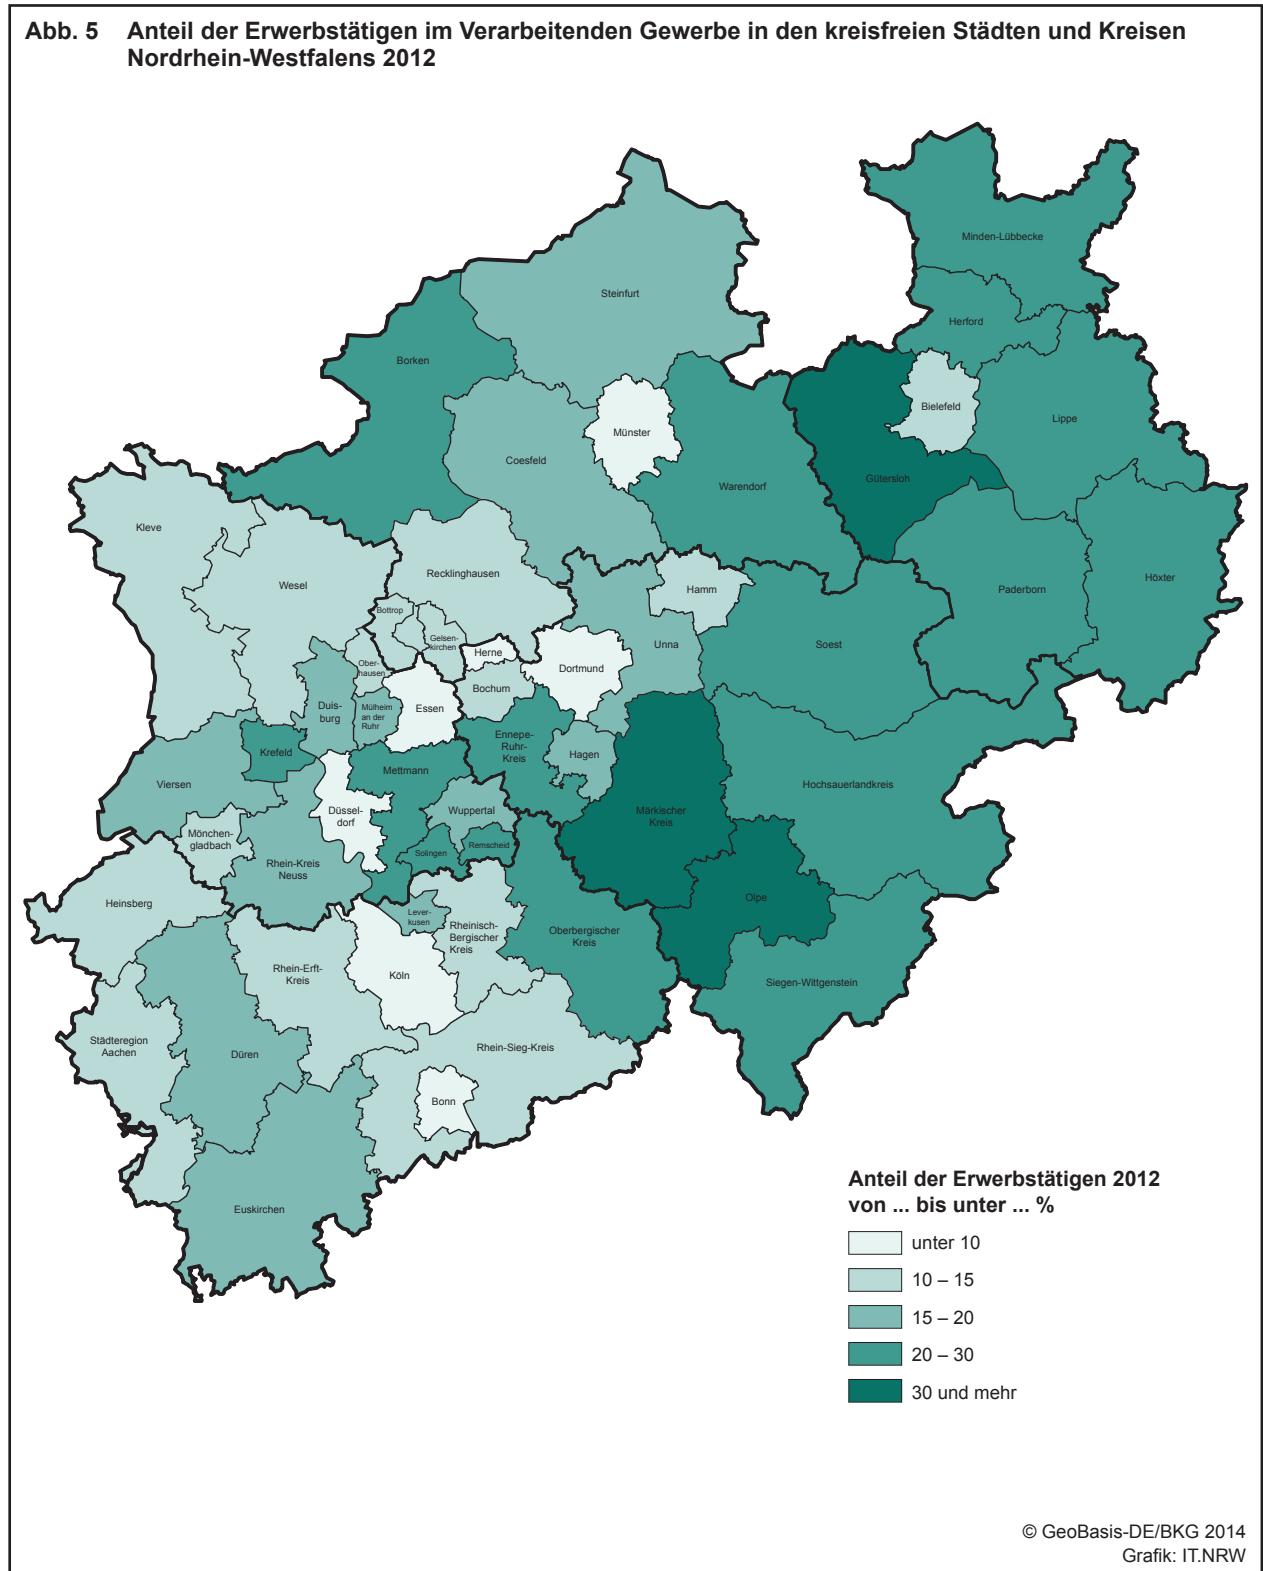 Abb. 5 Anteil der Erwerbstätigen im Verarbeitenden Gewerbe in den kreisfreien Städten und Kreisen
Nordrhein-Westfalens 2012
Minden-Lübbecke
Steinfurt
Herford
Borken
Bielefeld
Lippe
Münster
Coesfeld
Gütersloh
Warendorf
Kleve
Recklinghausen
Höxter
Wesel
Hamm
Paderborn
Bottrop
Gelsen-
kirchen
Unna
Soest
Herne
Ober-
hausen
Dortmund
Bochum
Duis-
burg
Mülheim
an der
Ruhr
Essen
Ennepe-
Ruhr-
Kreis
Krefeld
Hagen
Mettmann
Viersen
Hochsauerlandkreis
Düssel-
dorf
Wuppertal
Märkischer
Kreis
Mönchen-
gladbach
Remscheid
Solingen
Rhein-Kreis
Neuss
Olpe
Heinsberg
Lever-
kusen
Rheinisch-
Bergischer
Kreis
Oberbergischer
Kreis
Rhein-Erft-
Kreis
Köln
Siegen-Wittgenstein
Städteregion
Aachen
Düren
Rhein-Sieg-Kreis
Bonn
Euskirchen
Anteil der Erwerbstätigen 2012
von ... bis unter ... %
unter 10
10 – 15
15 – 20
20 – 30
30 und mehr
© GeoBasis-DE/BKG 2014
Grafik: IT.NRW